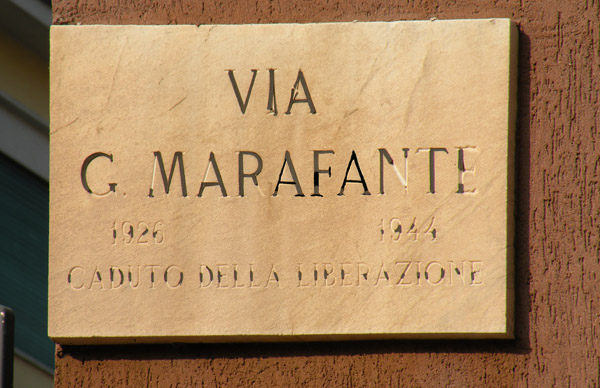 VIA
G. MARAFANTE
1926 1944
CADUTO DELLA LIBERAZIONE